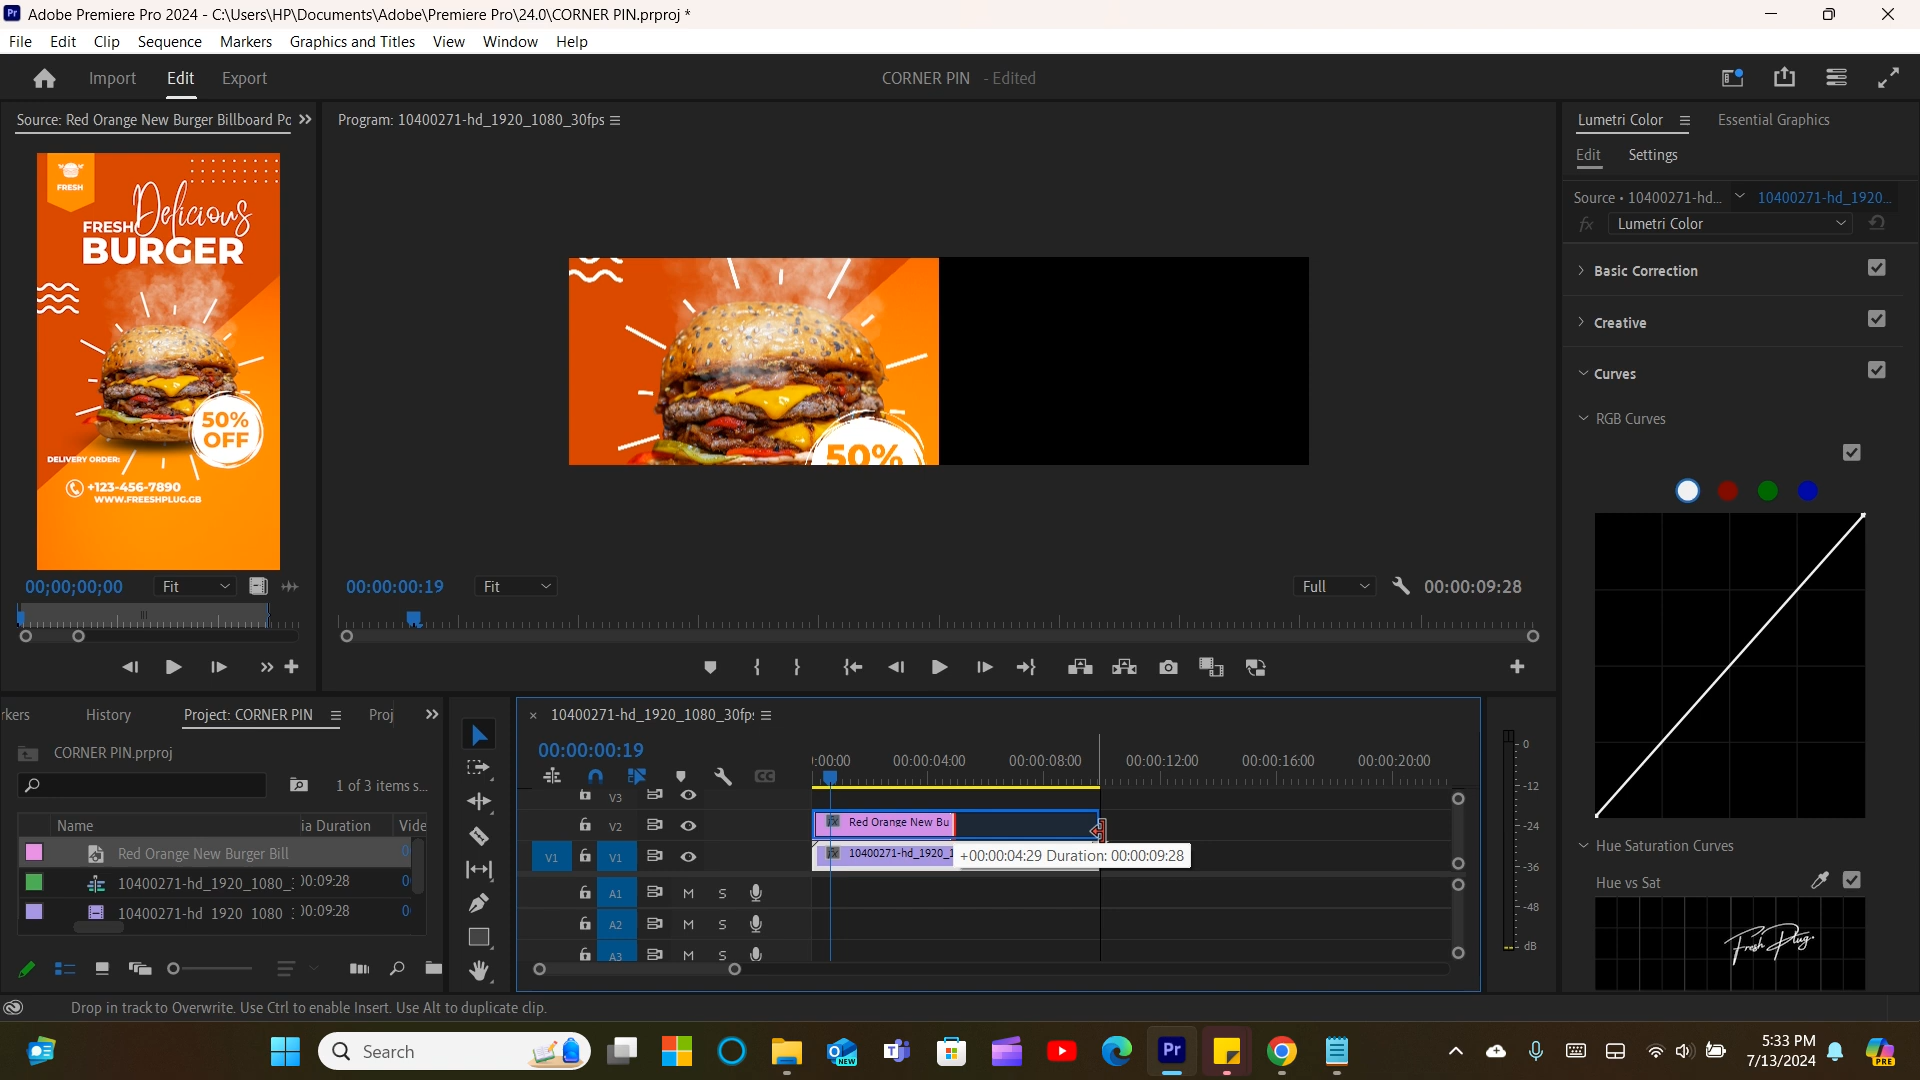 Adobe Premiere Pro 2024 - C:\Users\HP\Documents\Adobe\Premiere Pro\24.0\CORNER PIN.prproj *
File Edit Clip Sequence Markers Graphics and Titles View Window Help
Import Edit Export CORNER PIN - Edited
Source: Red Orange New Burger Billboard Po
Program: 10400271-hd_1920_1080_30fps
Lumetri Color Essential Graphics
Edit Settings
Source • 10400271-hd... 10400271-hd_1920...
fx Lumetri Color
Basic Correction
Creative
Curves
RGB Curves
FRESH
Delicious
FRESH
BURGER
50%
OFF
DELIVERY ORDER:
+123-456-7890
WWW.FREESHPLUG.GB
50%
00;00;00;00 Fit
00:00:00:19 Fit Full 00:00:09:28
rkers History Project: CORNER PIN Proj
CORNER PIN.prproj
1 of 3 items s...
Name ia Duration Vide
Red Orange New Burger Bill 0
10400271-hd_1920_1080_: 00:09:28 0
10400271-hd 1920 1080 : 00:09:28 0
× 10400271-hd_1920_1080_30fps
00:00:00:19
:00:00 00:00:04:00 00:00:08:00 00:00:12:00 00:00:16:00 00:00:20:00
V3
V2 fx Red Orange New Bu
V1 V1 fx 10400271-hd_1920_1
+00:00:04:29 Duration: 00:00:09:28
A1 M S
A2 M S
A3 M S
0
-12
-24
-36
-48
dB
Hue Saturation Curves
Hue vs Sat
Fresh Plug.
Drop in track to Overwrite. Use Ctrl to enable Insert. Use Alt to duplicate clip.
Search
5:33 PM
7/13/2024